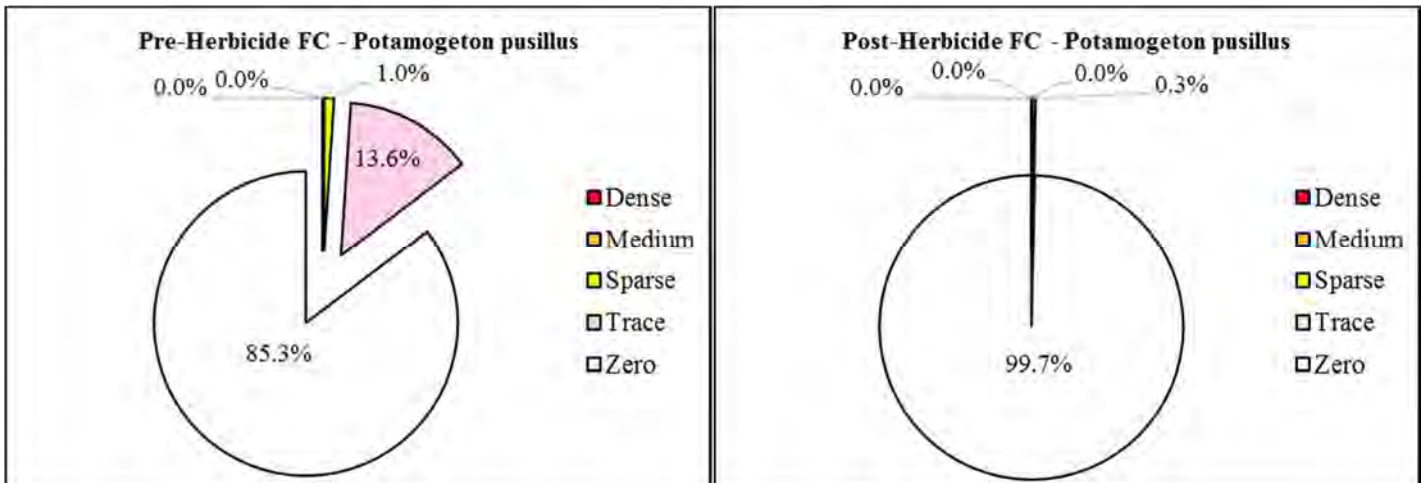 Pre-Herbicide FC - Potamogeton pusillus
0.0% 0.0% 1.0%
13.6%
85.3%
Dense
Medium
Sparse
Trace
Zero
Post-Herbicide FC - Potamogeton pusillus
0.0% 0.0% 0.0% 0.3%
99.7%
Dense
Medium
Sparse
Trace
Zero